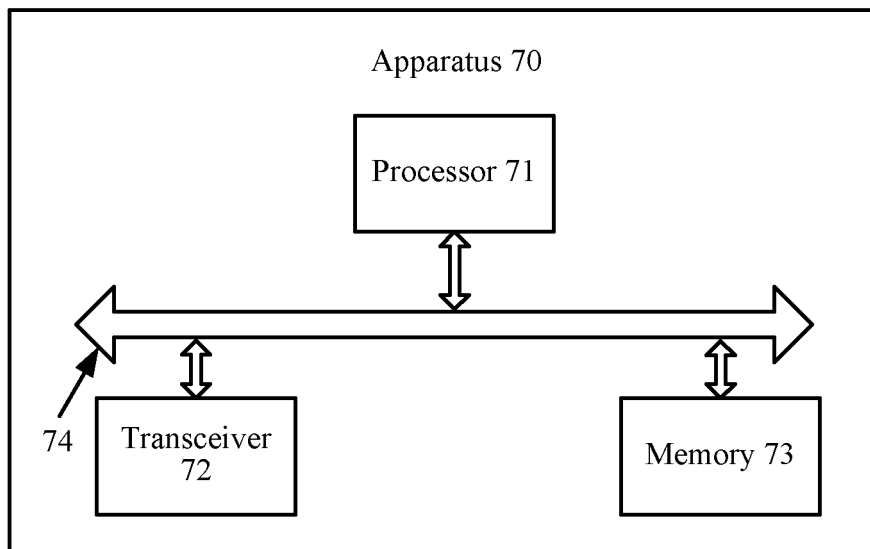 Apparatus 70
Processor 71
74
Transceiver
72
Memory 73